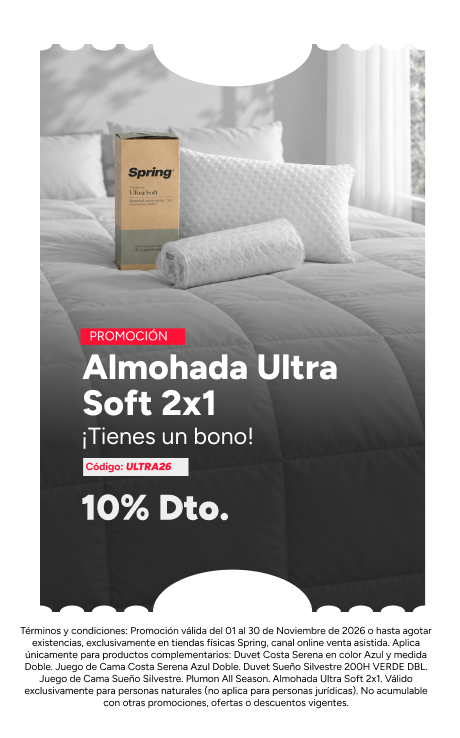 Spring
UltraSoft
PROMOCIÓN
Almohada Ultra
Soft 2x1
¡Tienes un bono!
Código: ULTRA26
10% Dto.
Términos y condiciones: Promoción válida del 01 al 30 de Noviembre de 2026 o hasta agotar
existencias, exclusivamente en tiendas físicas Spring, canal online venta asistida. Aplica
únicamente para productos complementarios: Duvet Costa Serena en color Azul y medida
Doble. Juego de Cama Costa Serena Azul Doble. Duvet Sueño Silvestre 200H VERDE DBL.
Juego de Cama Sueño Silvestre. Plumon All Season. Almohada Ultra Soft 2x1. Válido
exclusivamente para personas naturales (no aplica para personas jurídicas). No acumulable
con otras promociones, ofertas o descuentos vigentes.